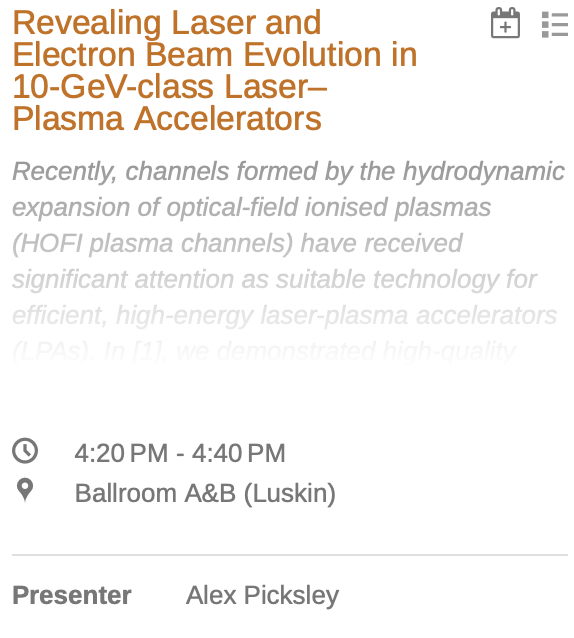 Revealing Laser and
Electron Beam Evolution in
10-GeV-class Laser–
Plasma Accelerators
Recently, channels formed by the hydrodynamic
expansion of optical-field ionised plasmas
(HOFI plasma channels) have received
significant attention as suitable technology for
efficient, high-energy laser-plasma accelerators
(LPAs). In [1], we demonstrated high-quality
4:20 PM - 4:40 PM
Ballroom A&B (Luskin)
Presenter Alex Picksley